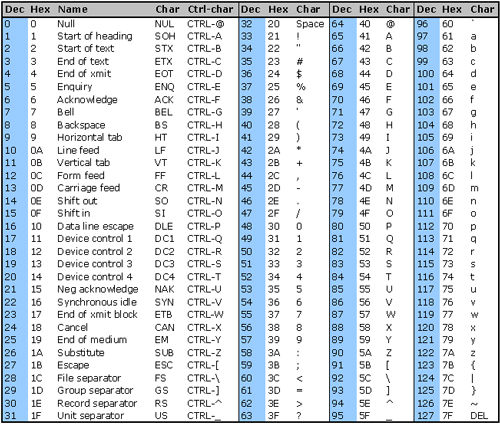 Dec Hex Name Char Ctrl-char Dec Hex Char Dec Hex Char Dec Hex Char
0 0 Null NUL CTRL-@ 32 20 Space 64 40 @ 96 60 `
1 1 Start of heading SOH CTRL-A 33 21 ! 65 41 A 97 61 a
2 2 Start of text STX CTRL-B 34 22 " 66 42 B 98 62 b
3 3 End of text ETX CTRL-C 35 23 # 67 43 C 99 63 c
4 4 End of xmit EOT CTRL-D 36 24 $ 68 44 D 100 64 d
5 5 Enquiry ENQ CTRL-E 37 25 % 69 45 E 101 65 e
6 6 Acknowledge ACK CTRL-F 38 26 & 70 46 F 102 66 f
7 7 Bell BEL CTRL-G 39 27 ' 71 47 G 103 67 g
8 8 Backspace BS CTRL-H 40 28 ( 72 48 H 104 68 h
9 9 Horizontal tab HT CTRL-I 41 29 ) 73 49 I 105 69 i
10 0A Line feed LF CTRL-J 42 2A * 74 4A J 106 6A j
11 0B Vertical tab VT CTRL-K 43 2B + 75 4B K 107 6B k
12 0C Form feed FF CTRL-L 44 2C , 76 4C L 108 6C l
13 0D Carriage feed CR CTRL-M 45 2D - 77 4D M 109 6D m
14 0E Shift out SO CTRL-N 46 2E . 78 4E N 110 6E n
15 0F Shift in SI CTRL-O 47 2F / 79 4F O 111 6F o
16 10 Data line escape DLE CTRL-P 48 30 0 80 50 P 112 70 p
17 11 Device control 1 DC1 CTRL-Q 49 31 1 81 51 Q 113 71 q
18 12 Device control 2 DC2 CTRL-R 50 32 2 82 52 R 114 72 r
19 13 Device control 3 DC3 CTRL-S 51 33 3 83 53 S 115 73 s
20 14 Device control 4 DC4 CTRL-T 52 34 4 84 54 T 116 74 t
21 15 Neg acknowledge NAK CTRL-U 53 35 5 85 55 U 117 75 u
22 16 Synchronous idle SYN CTRL-V 54 36 6 86 56 V 118 76 v
23 17 End of xmit block ETB CTRL-W 55 37 7 87 57 W 119 77 w
24 18 Cancel CAN CTRL-X 56 38 8 88 58 X 120 78 x
25 19 End of medium EM CTRL-Y 57 39 9 89 59 Y 121 79 y
26 1A Substitute SUB CTRL-Z 58 3A : 90 5A Z 122 7A z
27 1B Escape ESC CTRL-[ 59 3B ; 91 5B [ 123 7B {
28 1C File separator FS CTRL-\ 60 3C < 92 5C \ 124 7C |
29 1D Group separator GS CTRL-] 61 3D = 93 5D ] 125 7D }
30 1E Record separator RS CTRL-^ 62 3E > 94 5E ^ 126 7E ~
31 1F Unit separator US CTRL-_ 63 3F ? 95 5F _ 127 7F DEL